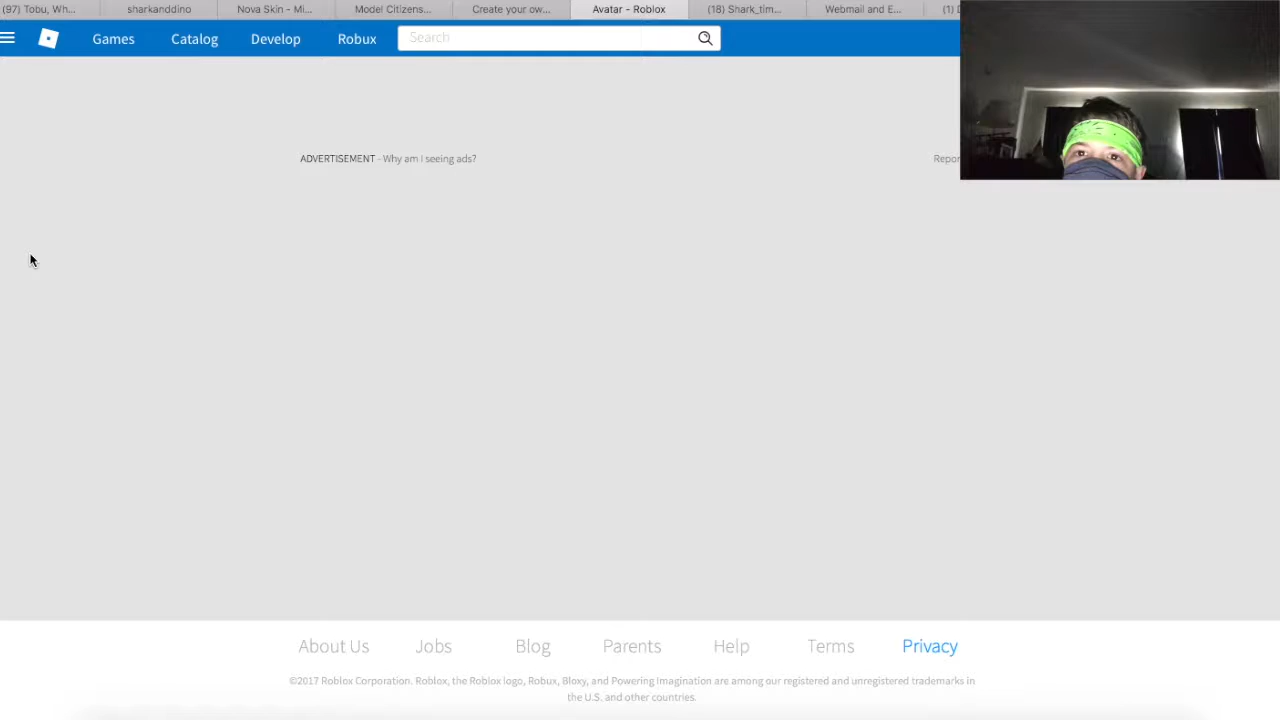 (97) Tobu, Wh... sharkanddino Nova Skin - Mi... Model Citizens... Create your ow... Avatar - Roblox (18) Shark_tim... Webmail and E... (1)
Games Catalog Develop Robux Search
ADVERTISEMENT - Why am I seeing ads?
About Us Jobs Blog Parents Help Terms Privacy
©2017 Roblox Corporation. Roblox, the Roblox logo, Robux, Bloxy, and Powering Imagination are among our registered and unregistered trademarks in
the U.S. and other countries.